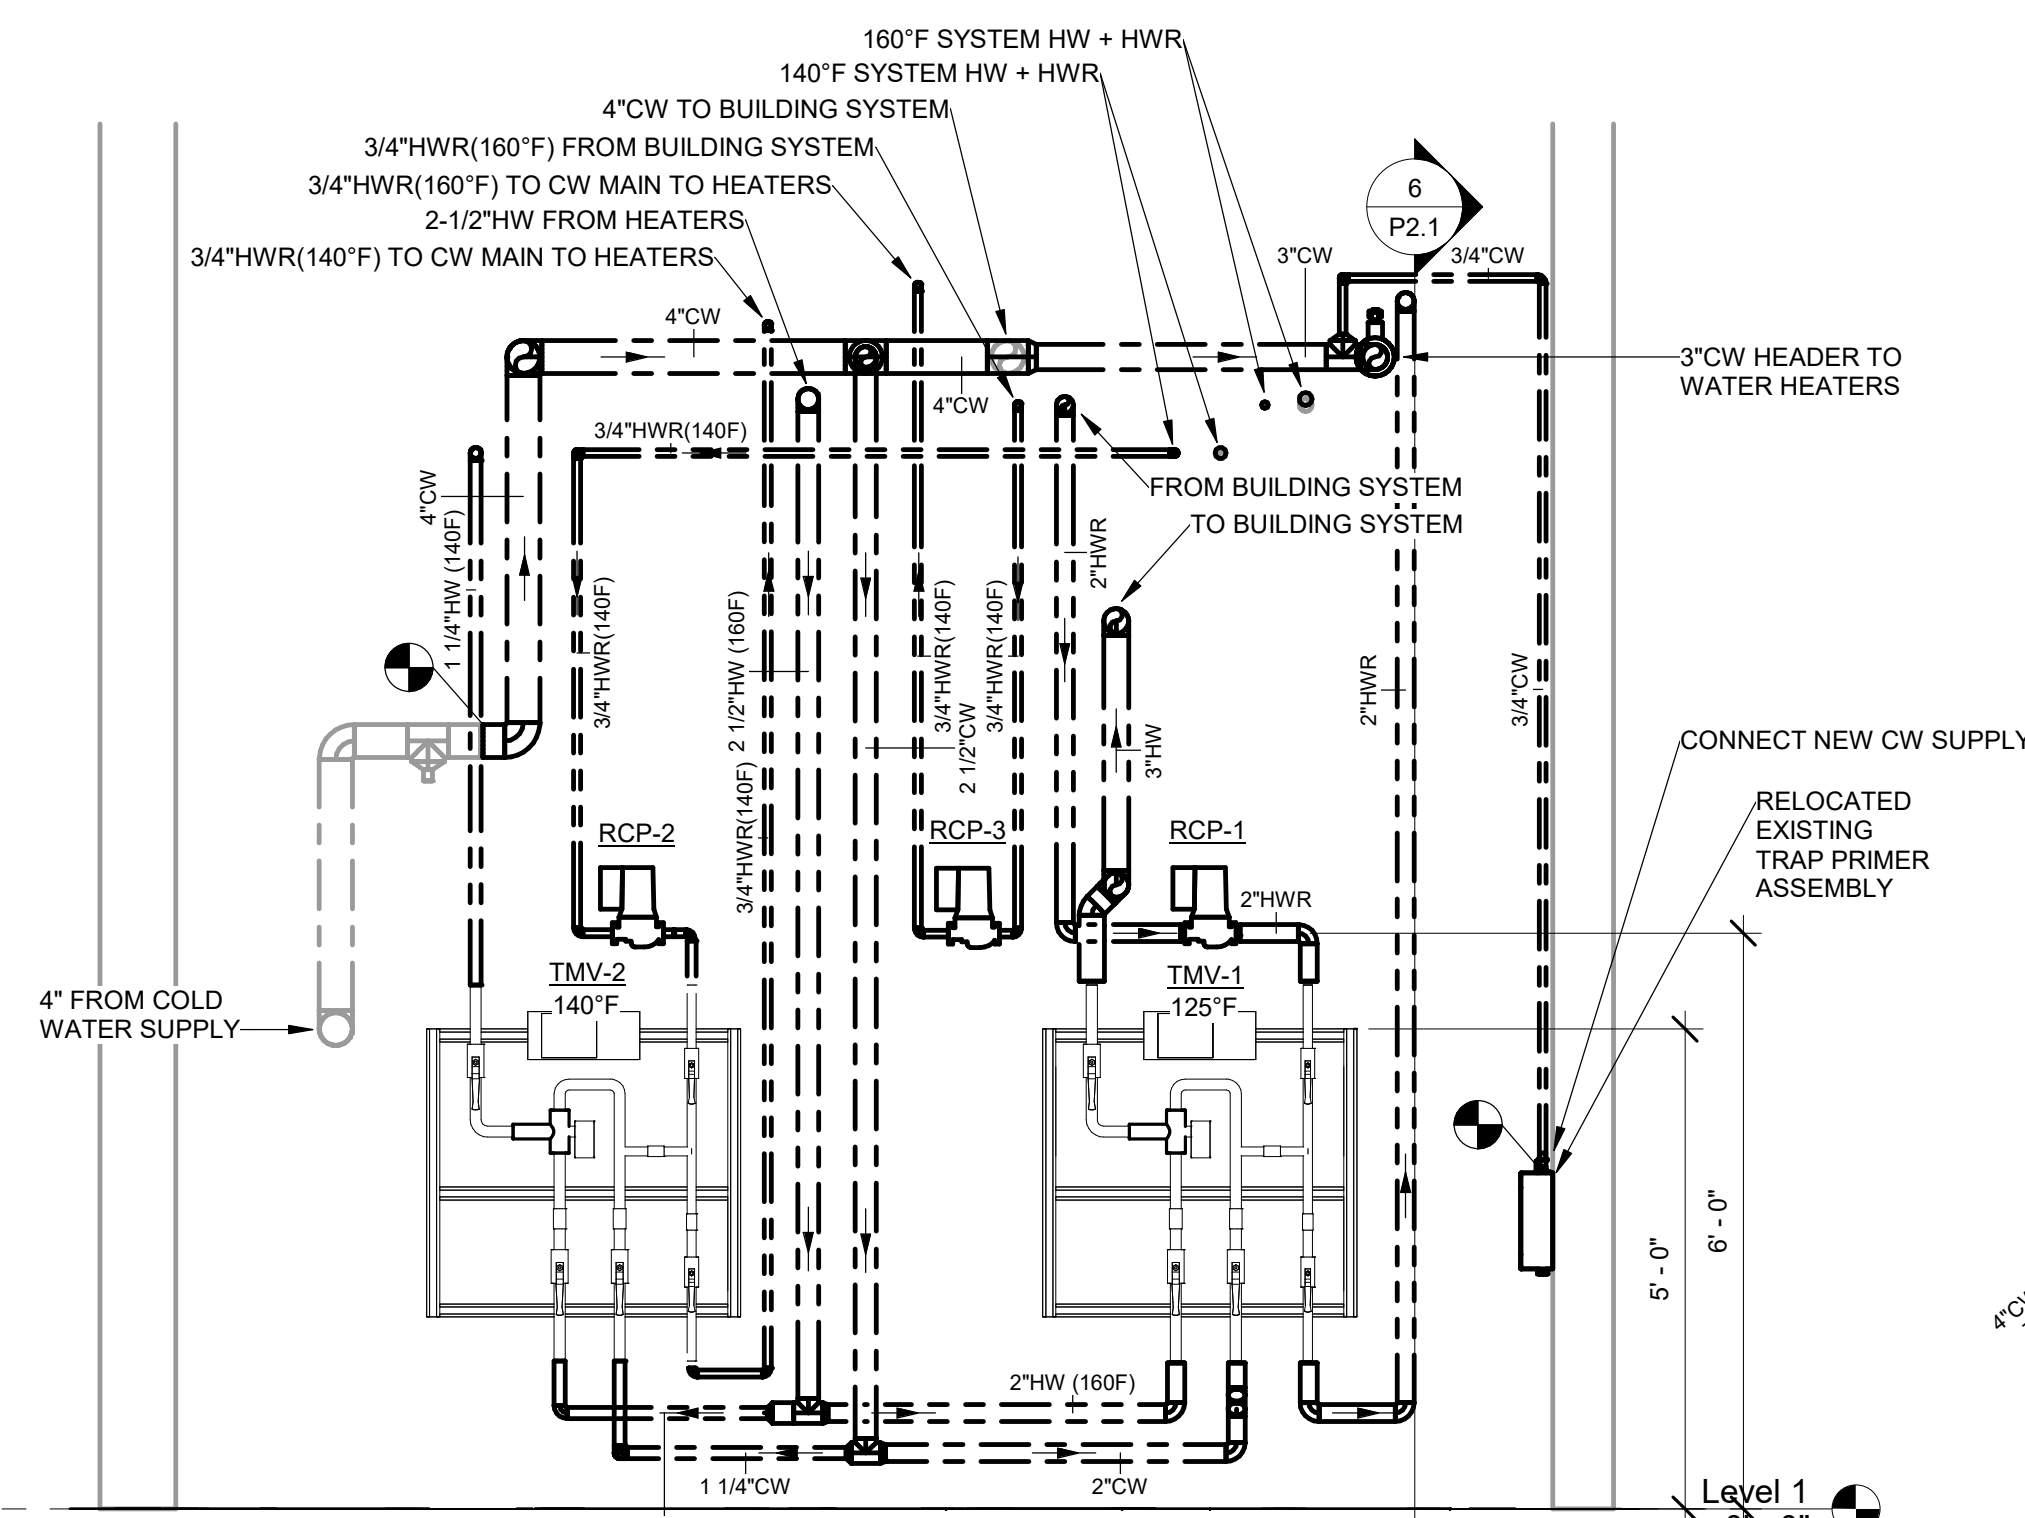 160°F SYSTEM HW + HWR
140°F SYSTEM HW + HWR
4"CW TO BUILDING SYSTEM
3/4"HWR(160°F) FROM BUILDING SYSTEM
3/4"HWR(160°F) TO CW MAIN TO HEATERS
2-1/2"HW FROM HEATERS
3/4"HWR(140°F) TO CW MAIN TO HEATERS
6
P2.1
3"CW
3/4"CW
4"CW
4"CW
3"CW HEADER TO
WATER HEATERS
3/4"HWR(140F)
FROM BUILDING SYSTEM
TO BUILDING SYSTEM
4"CW
1 1/4"HW (140F)
3/4"HWR(140F)
2 1/2"HW (160F)
3/4"HWR(140F)
3/4"HWR(140F)
2 1/2"CW
3/4"HWR(140F)
2"HWR
3"HW
2"HWR
3/4"CW
CONNECT NEW CW SUPPLY
RELOCATED
EXISTING
TRAP PRIMER
ASSEMBLY
RCP-2
RCP-3
RCP-1
2"HWR
TMV-2
140°F
TMV-1
125°F
4" FROM COLD
WATER SUPPLY
5' - 0"
6' - 0"
2"HW (160F)
1 1/4"CW
2"CW
Level 1